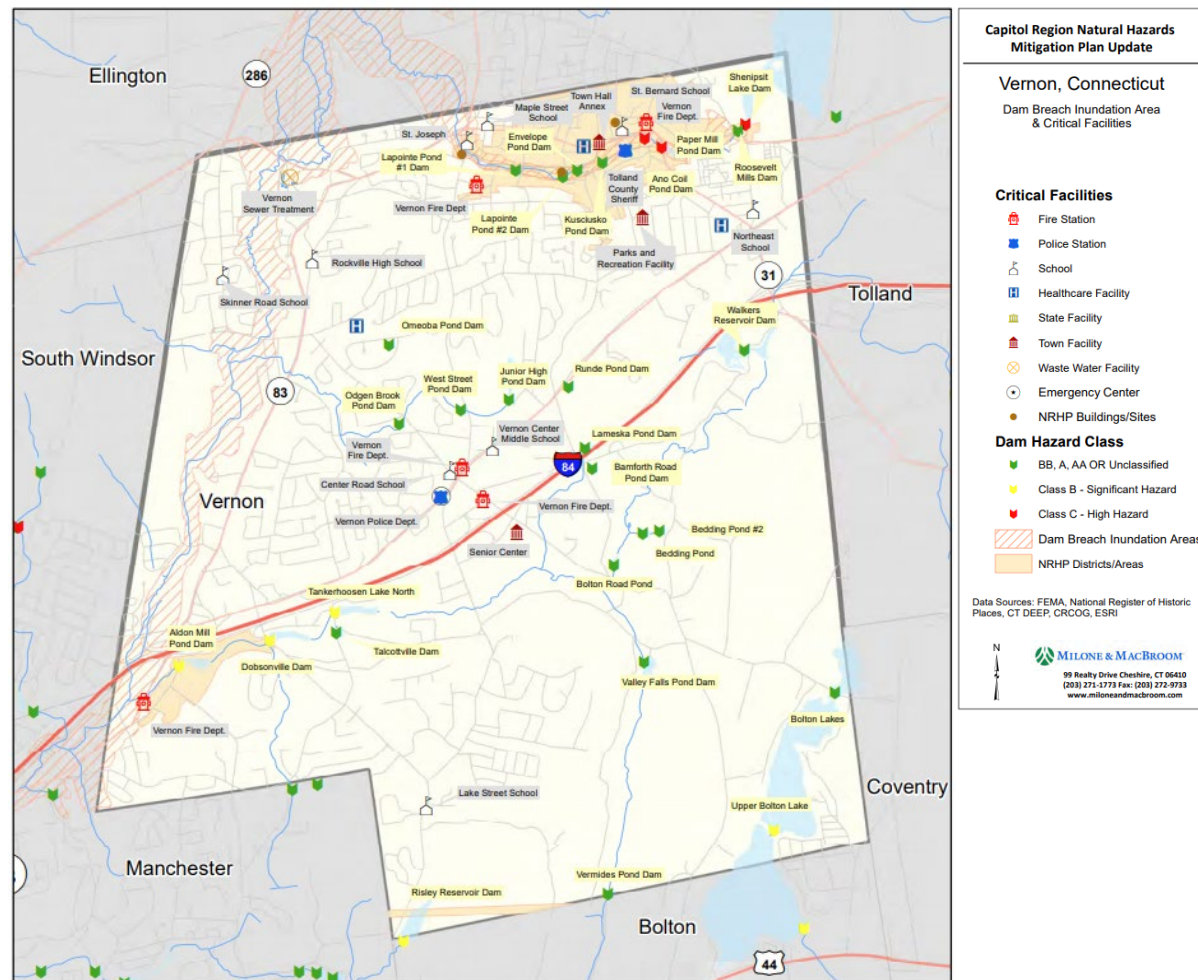 Ellington
286
St. Bernard School
Shenipsit
Lake Dam
Town Hall
Annex
Vernon
Fire Dept.
Maple Street
School
St. Joseph
Envelope
Pond Dam
Paper Mill
Pond Dam
Lapointe Pond
#1 Dam
Roosevelt
Mills Dam
Tolland
County
Sheriff
Ano Coil
Pond Dam
Vernon
Sewer Treatment
Vernon Fire Dept
Lapointe
Pond #2 Dam
Kusciusko
Pond Dam
Northeast
School
Parks and
Recreation Facility
Rockville High School
31
Skinner Road School
Tolland
Walkers
Reservoir Dam
Omeoba Pond Dam
South Windsor
Junior High
Pond Dam
Runde Pond Dam
West Street
Pond Dam
83
Odgen Brook
Pond Dam
Vernon Center
Middle School
Lameska Pond Dam
Vernon
Fire Dept.
84
Bamforth Road
Pond Dam
Center Road School
Vernon
Vernon Fire Dept.
Vernon Police Dept.
Bedding Pond #2
Senior Center
Bedding Pond
Bolton Road Pond
Tankerhoosen Lake North
Aldon Mill
Pond Dam
Talcottville Dam
Dobsonville Dam
Valley Falls Pond Dam
Bolton Lakes
Vernon Fire Dept.
Coventry
Lake Street School
Upper Bolton Lake
Manchester
Vermides Pond Dam
Risley Reservoir Dam
Bolton
44
Capitol Region Natural Hazards
Mitigation Plan Update
Vernon, Connecticut
Dam Breach Inundation Area
& Critical Facilities
Critical Facilities
Fire Station
Police Station
School
H Healthcare Facility
State Facility
Town Facility
Waste Water Facility
Emergency Center
NRHP Buildings/Sites
Dam Hazard Class
BB, A, AA OR Unclassified
Class B - Significant Hazard
Class C - High Hazard
Dam Breach Inundation Areas
NRHP Districts/Areas
Data Sources: FEMA, National Register of Historic
Places, CT DEEP, CRCOG, ESRI
N
MILONE & MACBROOM
99 Realty Drive Cheshire, CT 06410
(203) 271-1773 Fax: (203) 272-9733
www.miloneandmacbroom.com